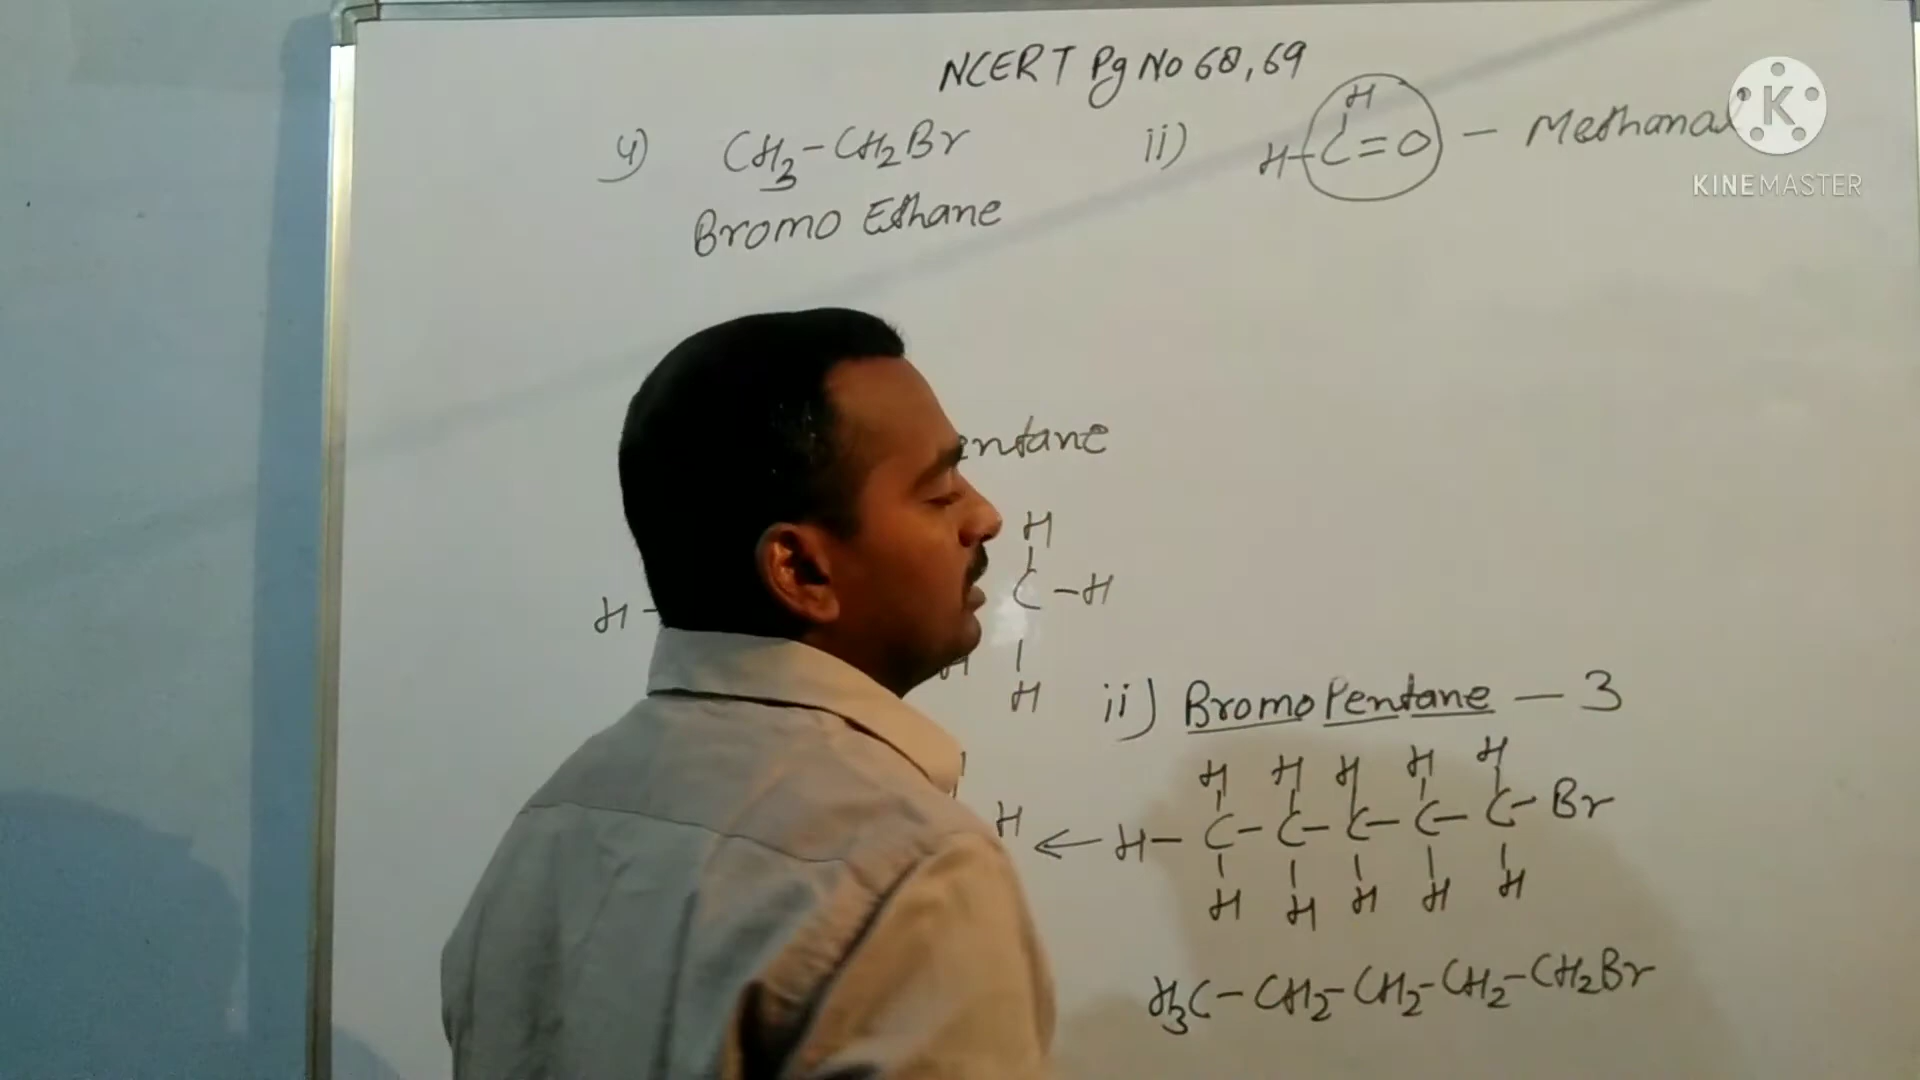 NCERT Pg No 68,69
4) CH3-CH2Br
Bromo Ethane
ii) H-C=O - Methanal
H
K
KINEMASTER
entane
H
C-H
H-
H
H
ii) Bromo Pentane - 3
H H H H H
H ← H-C-C-C-C-C-Br
H H H H H
H3C-CH2-CH2-CH2-CH2Br